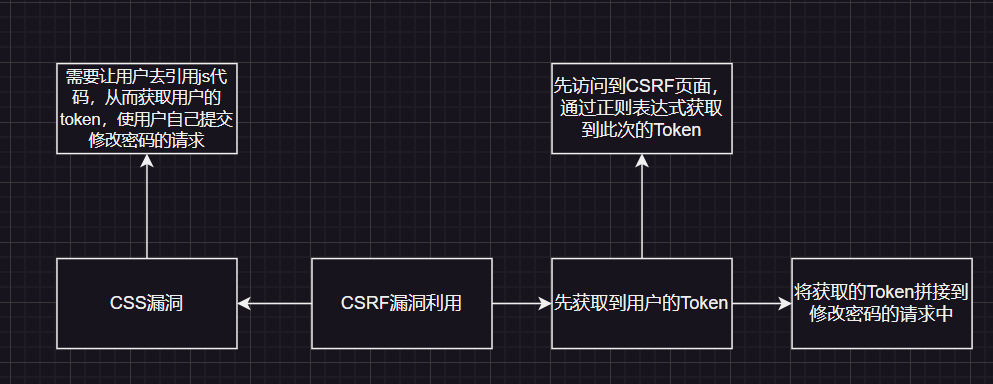 需要让用户去引用js代
码，从而获取用户的
token，使用户自己提交
修改密码的请求
先访问到CSRF页面，
通过正则表达式获取
到此次的Token
CSS漏洞
CSRF漏洞利用
先获取到用户的Token
将获取的Token拼接到
修改密码的请求中